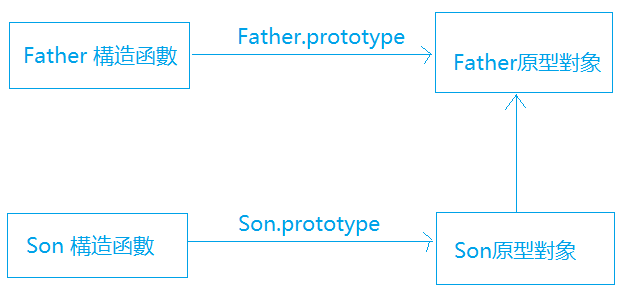 Father 構造函數
Father.prototype
Father原型對象
Son 構造函數
Son.prototype
Son原型對象